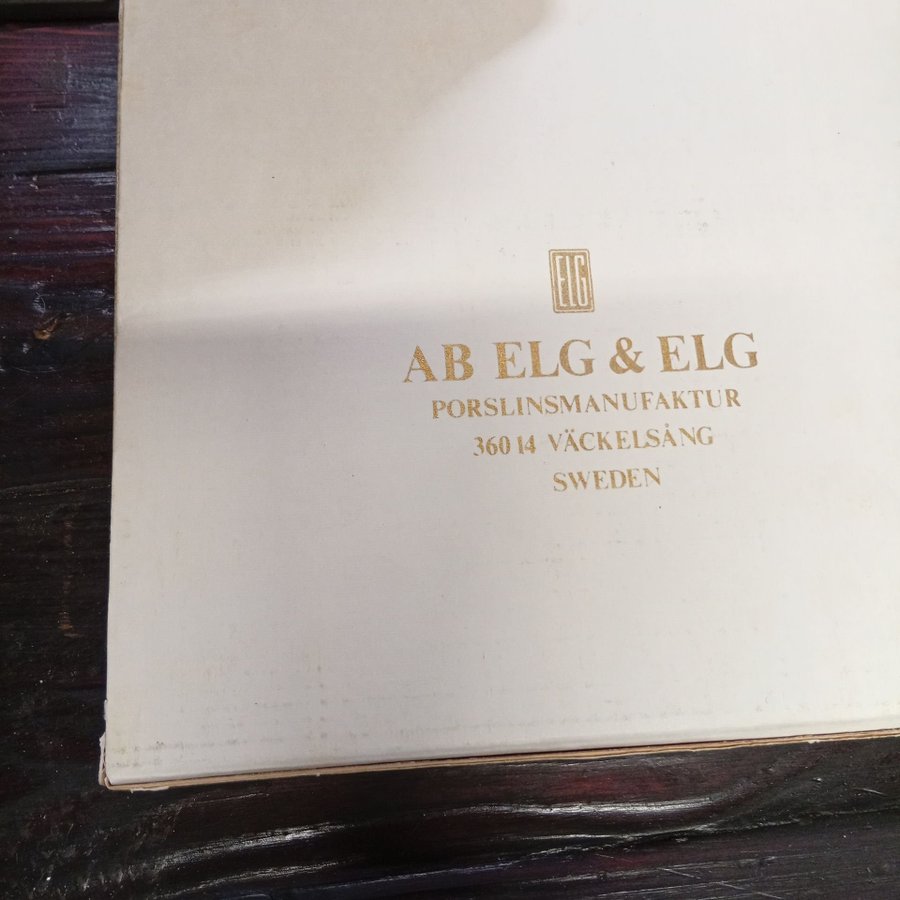 ELG
AB ELG & ELG
PORSLINSMANUFAKTUR
360 14 VÄCKELSÅNG
SWEDEN